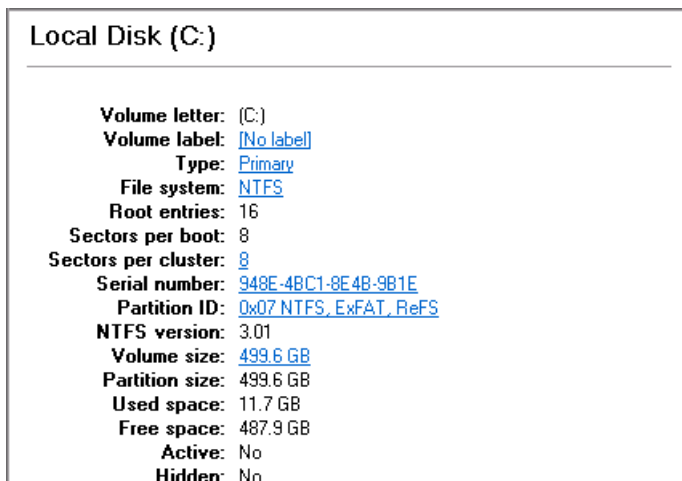 Local Disk (C:)
Volume letter: (C:)
Volume label: [No label]
Type: Primary
File system: NTFS
Root entries: 16
Sectors per boot: 8
Sectors per cluster: 8
Serial number: 948E-4BC1-8E4B-9B1E
Partition ID: 0x07 NTFS, ExFAT, ReFS
NTFS version: 3.01
Volume size: 499.6 GB
Partition size: 499.6 GB
Used space: 11.7 GB
Free space: 487.9 GB
Active: No
Hidden: No